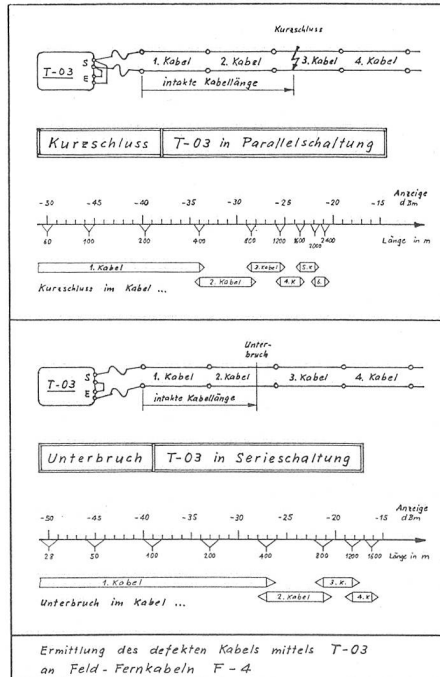 Kurzschluss
T-03
S
E
1. Kabel 2. Kabel 3. Kabel 4. Kabel
intakte Kabellänge
Kurzschluss T-03 in Parallelschaltung
Anzeige
-50 -45 -40 -35 -30 -25 -20 -15 dBm
60 100 200 400 800 1200 1600 2000 2400 Länge in m
1. Kabel 3. Kabel 5. K
Kurzschluss im Kabel ... 2. Kabel 4. K 6.
Unter-
bruch
T-03
S
E
1. Kabel 2. Kabel 3. Kabel 4. Kabel
intakte Kabellänge
Unterbruch T-03 in Serieschaltung
Anzeige
-50 -45 -40 -35 -30 -25 -20 -15 dBm
28 50 100 200 400 800 1200 1600 Länge in m
1. Kabel 3. K.
Unterbruch im Kabel ... 2. Kabel 4. K
Ermittlung des defekten Kabels mittels T-03
an Feld-Fernkabeln F-4